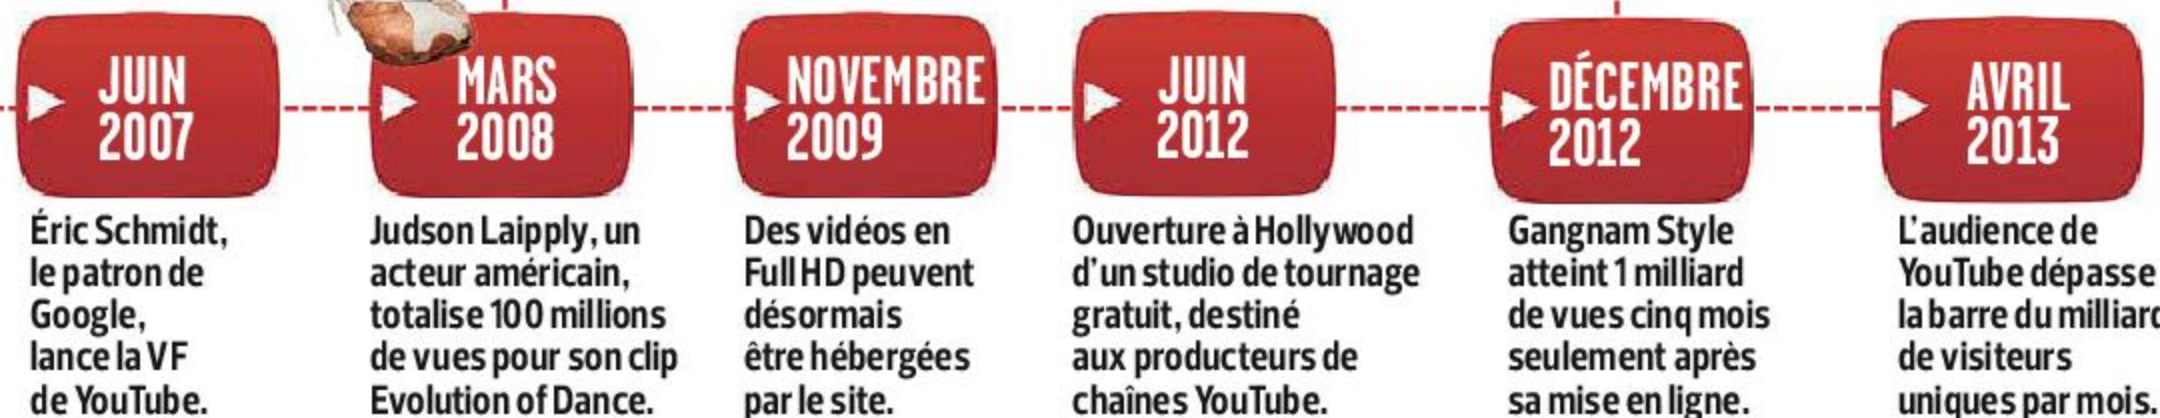 JUIN
2007
Éric Schmidt,
le patron de
Google,
lance la VF
de YouTube.
MARS
2008
Judson Laipply, un
acteur américain,
totalise 100 millions
de vues pour son clip
Evolution of Dance.
NOVEMBRE
2009
Des vidéos en
Full HD peuvent
désormais
être hébergées
par le site.
JUIN
2012
Ouverture à Hollywood
d'un studio de tournage
gratuit, destiné
aux producteurs de
chaînes YouTube.
DÉCEMBRE
2012
Gangnam Style
atteint 1 milliard
de vues cinq mois
seulement après
sa mise en ligne.
AVRIL
2013
L'audience de
YouTube dépasse
la barre du milliard
de visiteurs
uniques par mois.